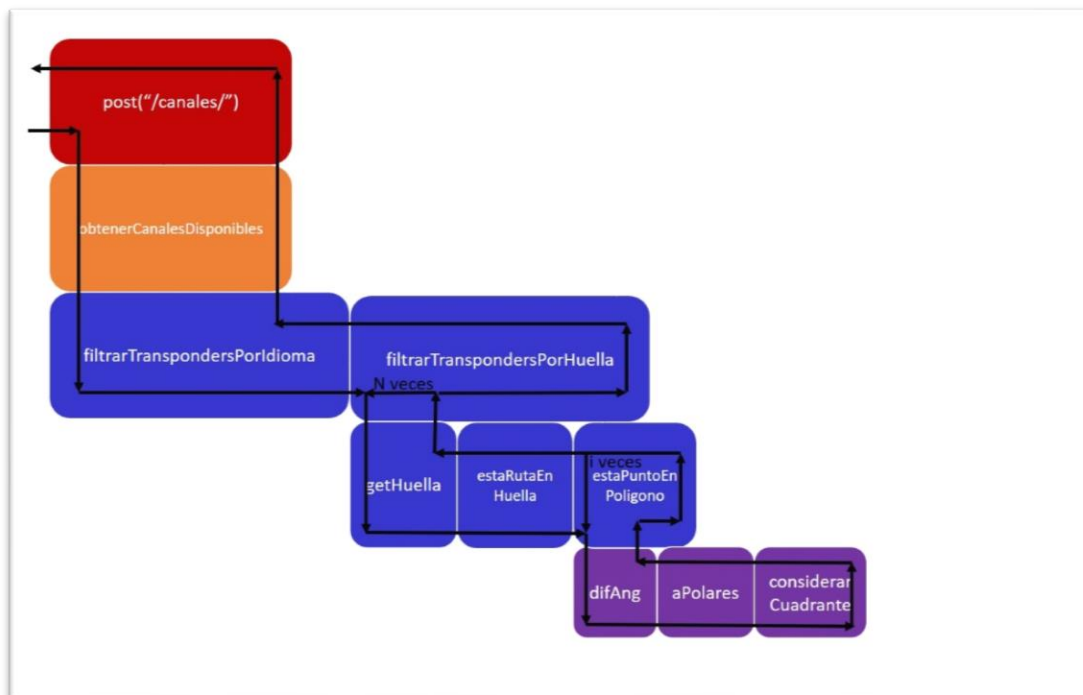 post(“/canales/”)
obtenerCanalesDisponibles
filtrarTranspondersPorIdioma
filtrarTranspondersPorHuella
N veces
getHuella
estaRutaEn
Huella
i veces
estaPuntoEn
Poligono
difAng
aPolares
considerar
Cuadrante